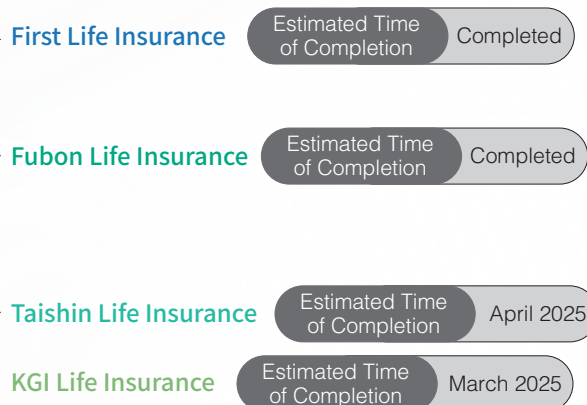 First Life Insurance
Estimated Time
of Completion
Completed
Fubon Life Insurance
Estimated Time
of Completion
Completed
Taishin Life Insurance
Estimated Time
of Completion
April 2025
KGI Life Insurance
Estimated Time
of Completion
March 2025